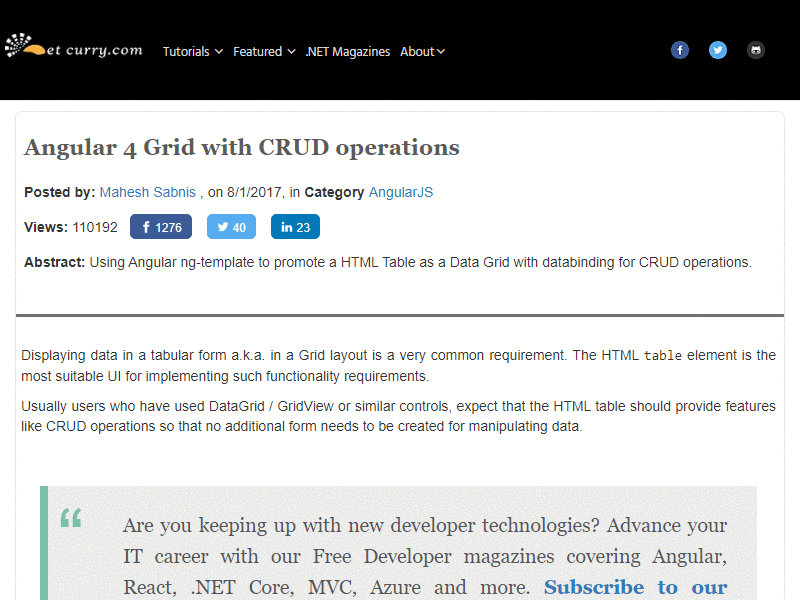 et curry.com Tutorials Featured .NET Magazines About
Angular 4 Grid with CRUD operations
Posted by: Mahesh Sabnis , on 8/1/2017, in Category AngularJS
Views: 110192 1276 40 in 23
Abstract: Using Angular ng-template to promote a HTML Table as a Data Grid with databinding for CRUD operations.
Displaying data in a tabular form a.k.a. in a Grid layout is a very common requirement. The HTML table element is the
most suitable UI for implementing such functionality requirements.
Usually users who have used DataGrid / GridView or similar controls, expect that the HTML table should provide features
like CRUD operations so that no additional form needs to be created for manipulating data.
“
Are you keeping up with new developer technologies? Advance your
IT career with our Free Developer magazines covering Angular,
React, .NET Core, MVC, Azure and more. Subscribe to our